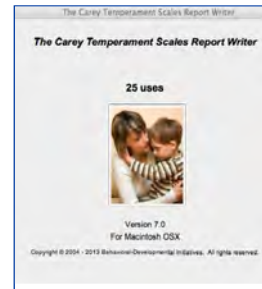 The Carey Temperament Scales Report Writer
The Carey Temperament Scales Report Writer
25 uses
Version 7.0
For Macintosh OSX
Copyright © 2004 - 2013 Behavioral-Developmental Initiatives. All rights reserved.